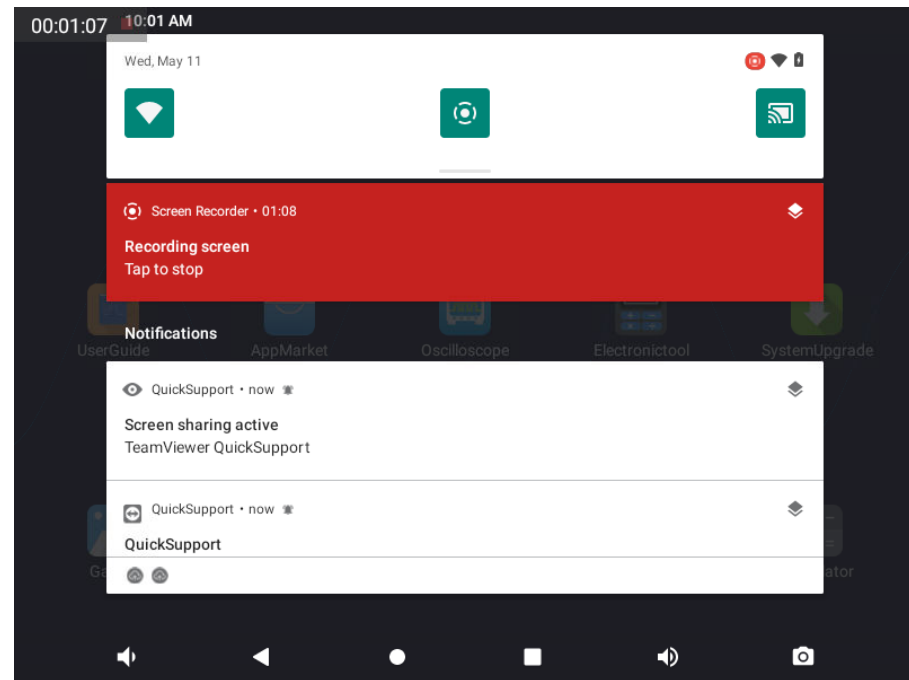 00:01:07
10:01 AM
Wed, May 11
Screen Recorder • 01:08
Recording screen
Tap to stop
Notifications
UserGuide
AppMarket
Oscilloscope
Electronictool
SystemUpgrade
QuickSupport • now
Screen sharing active
TeamViewer QuickSupport
QuickSupport • now
QuickSupport
Ga
ator